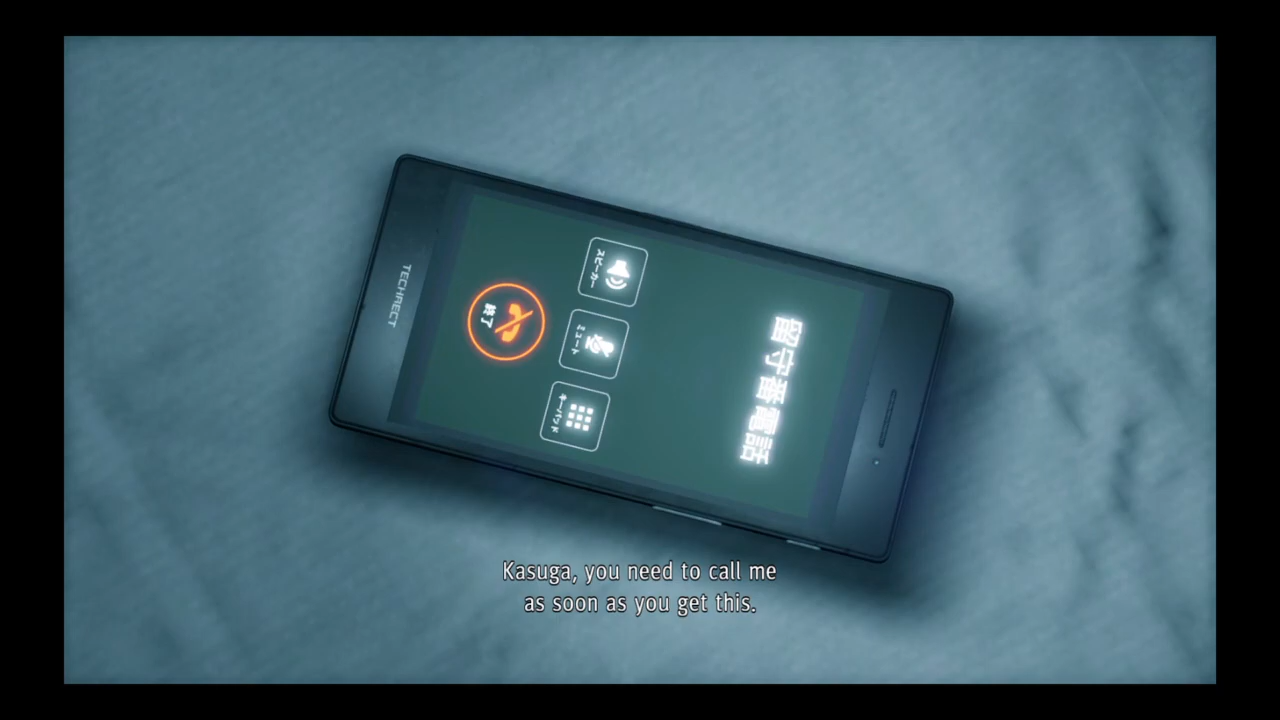 留守番電話
スピーカー
ミュート
キーパッド
終了
TECHRECT
Kasuga, you need to call me
as soon as you get this.